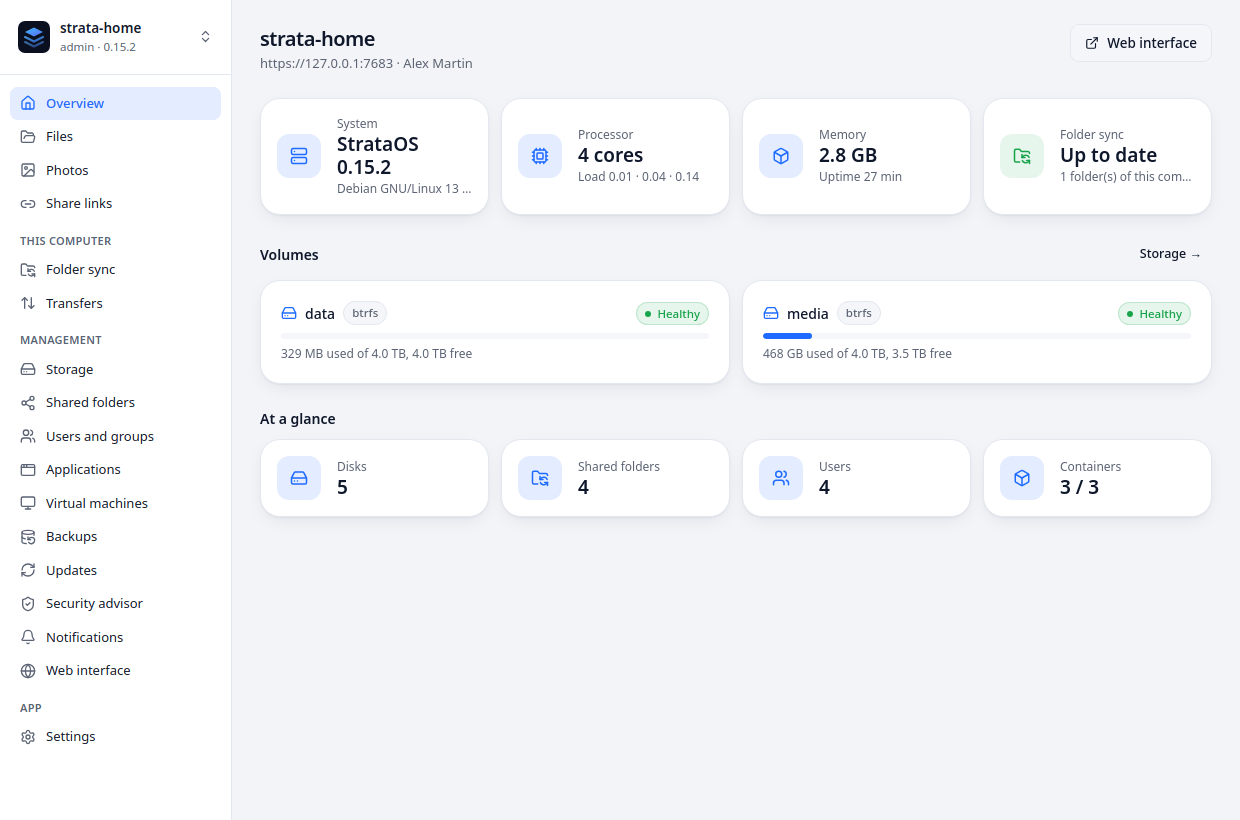 strata-home
admin · 0.15.2
Overview
Files
Photos
Share links
THIS COMPUTER
Folder sync
Transfers
MANAGEMENT
Storage
Shared folders
Users and groups
Applications
Virtual machines
Backups
Updates
Security advisor
Notifications
Web interface
APP
Settings
strata-home
https://127.0.0.1:7683 · Alex Martin
Web interface
System
StrataOS
0.15.2
Debian GNU/Linux 13 ...
Processor
4 cores
Load 0.01 · 0.04 · 0.14
Memory
2.8 GB
Uptime 27 min
Folder sync
Up to date
1 folder(s) of this com...
Volumes
Storage →
data btrfs Healthy
329 MB used of 4.0 TB, 4.0 TB free
media btrfs Healthy
468 GB used of 4.0 TB, 3.5 TB free
At a glance
Disks
5
Shared folders
4
Users
4
Containers
3 / 3